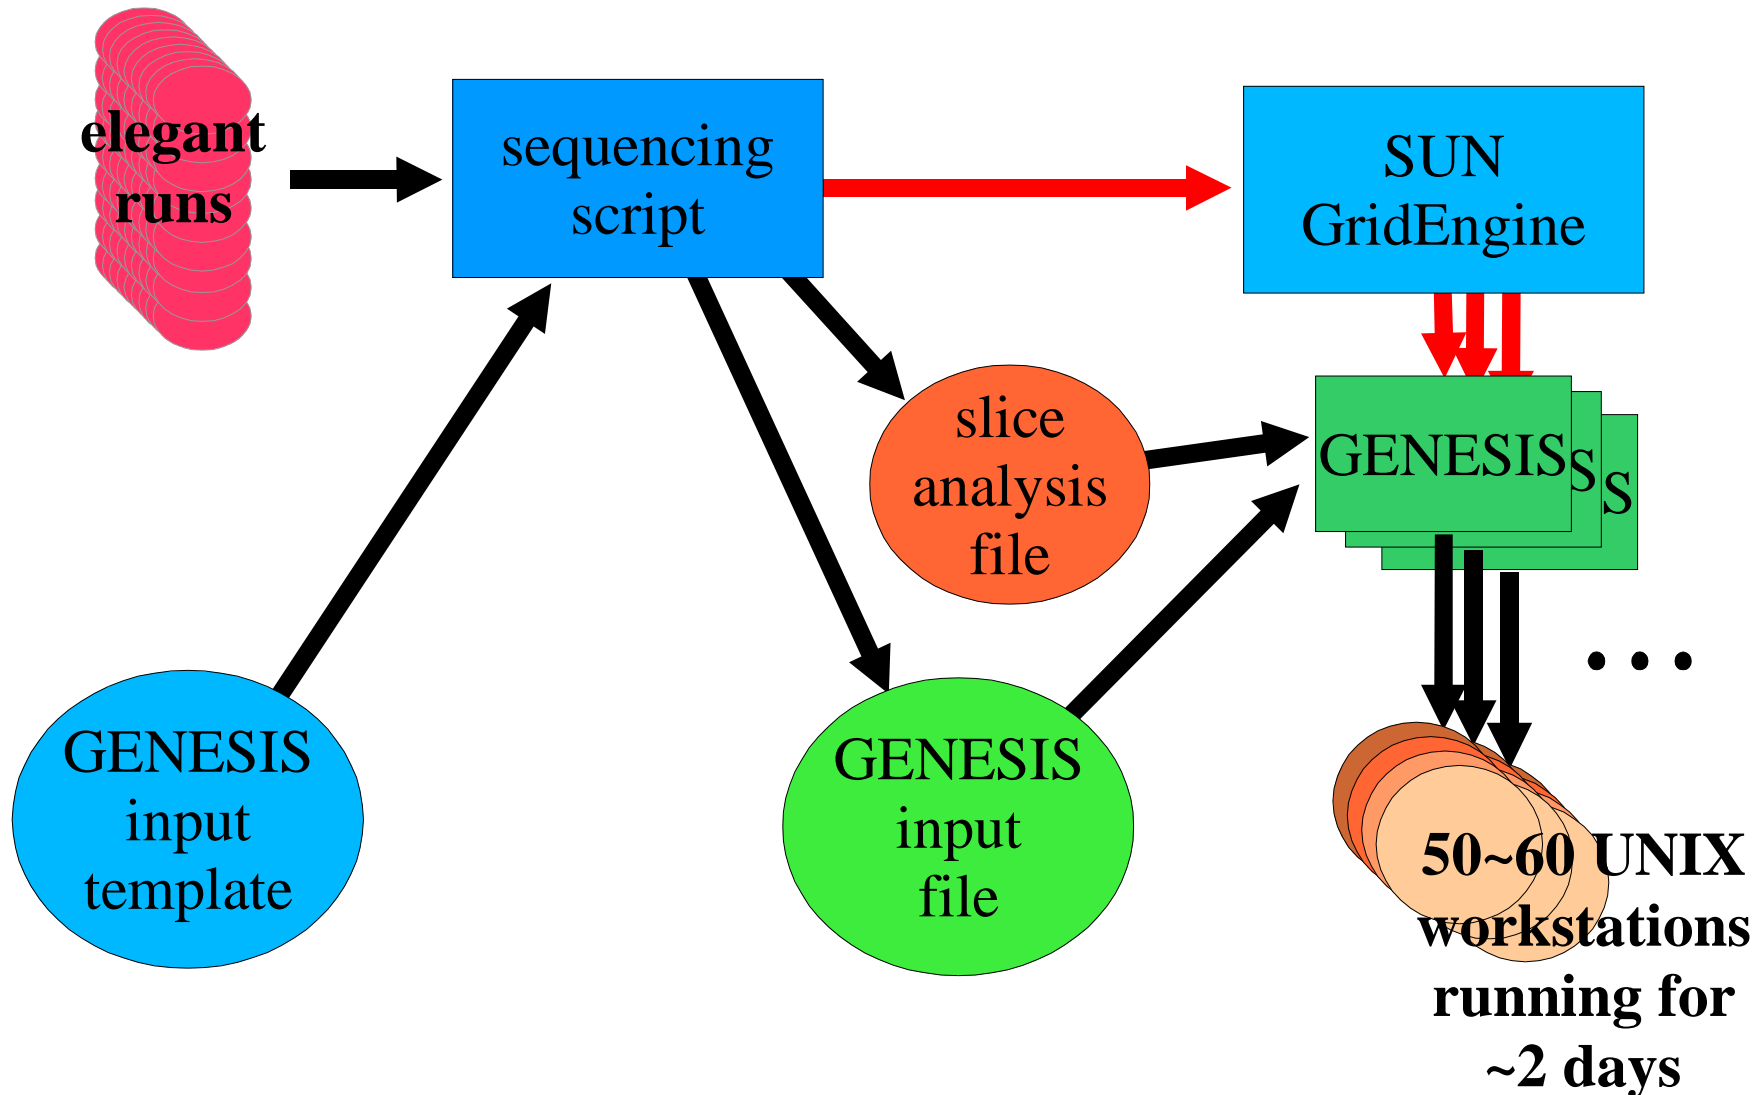 elegant
runs
sequencing
script
SUN
GridEngine
slice
analysis
file
GENESIS
S
S
GENESIS
input
template
GENESIS
input
file
...
50~60 UNIX
workstations
running for
~2 days